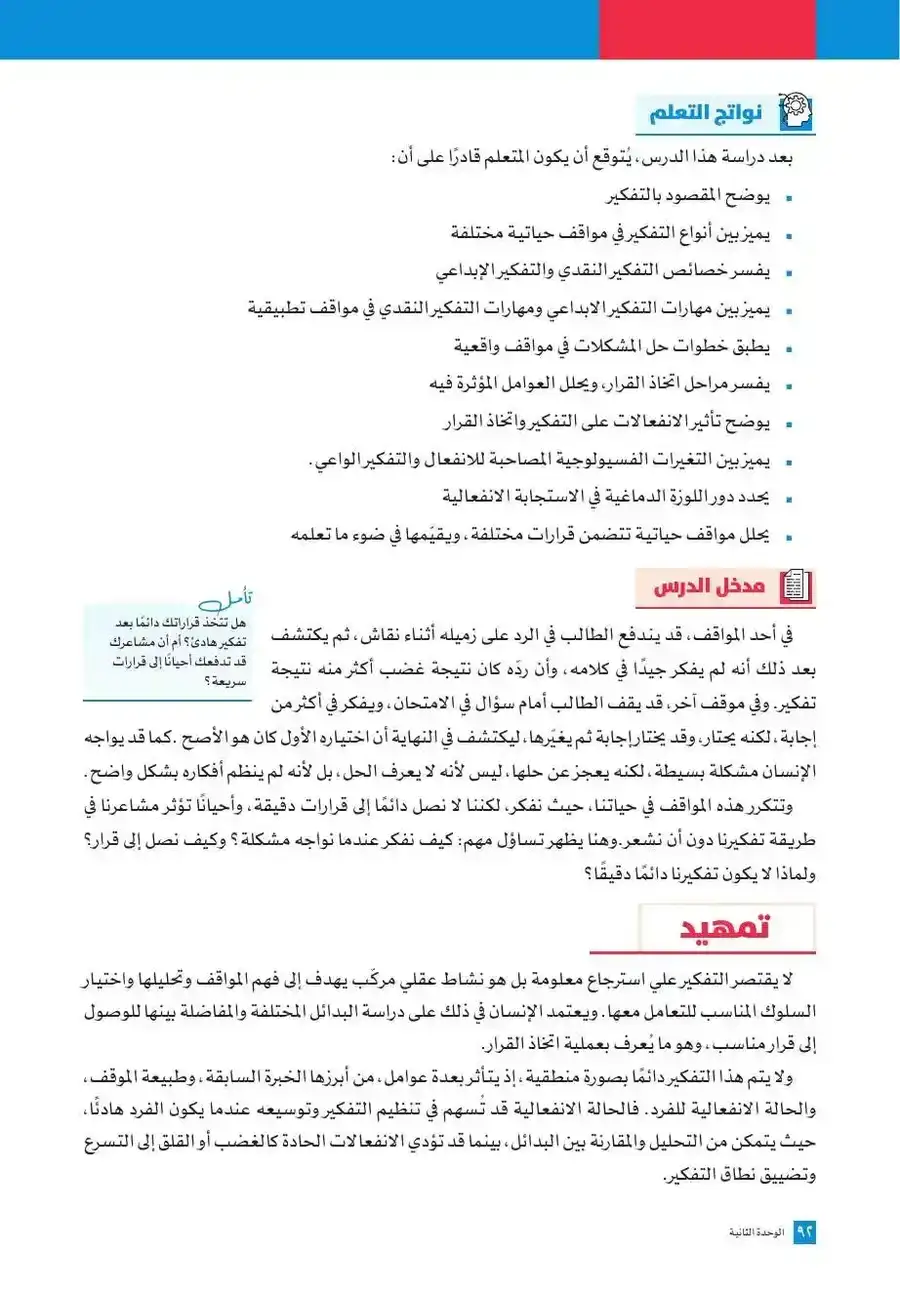 نواتج التعلم
بعد دراسة هذا الدرس، يُتوقع أن يكون المتعلم قادرًا على أن:
▪ يوضح المقصود بالتفكير
▪ يميز بين أنواع التفكير في مواقف حياتية مختلفة
▪ يفسر خصائص التفكير النقدي والتفكير الإبداعي
▪ يميز بين مهارات التفكير الابداعي ومهارات التفكير النقدي في مواقف تطبيقية
▪ يطبق خطوات حل المشكلات في مواقف واقعية
▪ يفسر مراحل اتخاذ القرار، ويحلل العوامل المؤثرة فيه
▪ يوضح تأثير الانفعالات على التفكير واتخاذ القرار
▪ يميز بين التغيرات الفسيولوجية المصاحبة للانفعال والتفكير الواعي.
▪ يحدد دور اللوزة الدماغية في الاستجابة الانفعالية
▪ يحلل مواقف حياتية تتضمن قرارات مختلفة، ويقيّمها في ضوء ما تعلمه
مدخل الدرس
تأمل
هل تتخذ قراراتك دائمًا بعد
تفكير هادئ؟ أم أن مشاعرك
قد تدفعك أحيانًا إلى قرارات
سريعة؟
في أحد المواقف، قد يندفع الطالب في الرد على زميله أثناء نقاش، ثم يكتشف
بعد ذلك أنه لم يفكر جيدًا في كلامه، وأن ردّه كان نتيجة غضب أكثر منه نتيجة
تفكير. وفي موقف آخر، قد يقف الطالب أمام سؤال في الامتحان، ويفكر في أكثر من
إجابة، لكنه يحتار، وقد يختار إجابة ثم يغيّرها، ليكتشف في النهاية أن اختياره الأول كان هو الأصح .كما قد يواجه
الإنسان مشكلة بسيطة، لكنه يعجز عن حلها، ليس لأنه لا يعرف الحل، بل لأنه لم ينظم أفكاره بشكل واضح.
وتتكرر هذه المواقف في حياتنا، حيث نفكر، لكننا لا نصل دائمًا إلى قرارات دقيقة، وأحيانًا تؤثر مشاعرنا في
طريقة تفكيرنا دون أن نشعر.وهنا يظهر تساؤل مهم: كيف نفكر عندما نواجه مشكلة؟ وكيف نصل إلى قرار؟
ولماذا لا يكون تفكيرنا دائمًا دقيقًا؟
تمهيد
لا يقتصر التفكير علي استرجاع معلومة بل هو نشاط عقلي مركّب يهدف إلى فهم المواقف وتحليلها واختيار
السلوك المناسب للتعامل معها. ويعتمد الإنسان في ذلك على دراسة البدائل المختلفة والمفاضلة بينها للوصول
إلى قرار مناسب، وهو ما يُعرف بعملية اتخاذ القرار.
ولا يتم هذا التفكير دائمًا بصورة منطقية، إذ يتأثر بعدة عوامل، من أبرزها الخبرة السابقة، وطبيعة الموقف،
والحالة الانفعالية للفرد. فالحالة الانفعالية قد تُسهم في تنظيم التفكير وتوسيعه عندما يكون الفرد هادئًا،
حيث يتمكن من التحليل والمقارنة بين البدائل، بينما قد تؤدي الانفعالات الحادة كالغضب أو القلق إلى التسرع
وتضييق نطاق التفكير.
٩٢ الوحدة الثانية